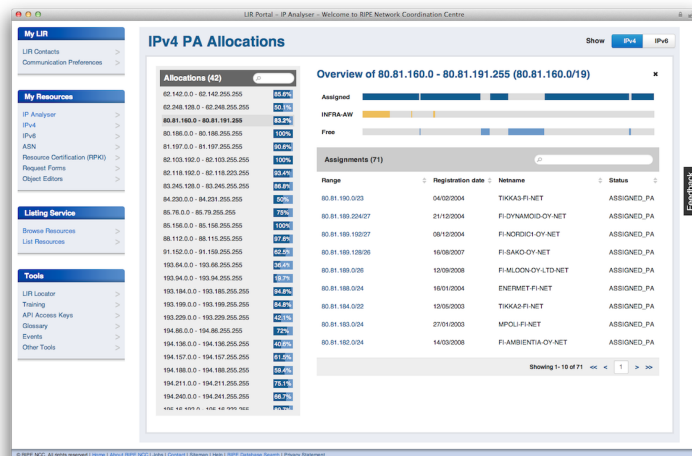 LIR Portal - IP Analyser - Welcome to RIPE Network Coordination Centre
My LIR
LIR Contacts >
Communication Preferences >
My Resources
IP Analyser >
IPv4 >
IPv6 >
ASN >
Resource Certification (RPKI) >
Request Forms >
Object Editors >
Listing Service
Browse Resources >
List Resources >
Tools
LIR Locator >
Training >
API Access Keys >
Glossary >
Events >
Other Tools >
IPv4 PA Allocations
Show IPv4 IPv6
Allocations (42)
62.142.0.0 - 62.142.255.255 85.6%
62.248.128.0 - 62.248.255.255 50.1%
80.81.160.0 - 80.81.191.255 83.2%
80.186.0.0 - 80.186.255.255 100%
81.197.0.0 - 81.197.255.255 90.6%
82.103.192.0 - 82.103.255.255 100%
82.118.192.0 - 82.118.223.255 93.4%
83.245.128.0 - 83.245.255.255 86.8%
84.230.0.0 - 84.231.255.255 50%
85.76.0.0 - 85.79.255.255 75%
85.156.0.0 - 85.156.255.255 100%
88.112.0.0 - 88.115.255.255 97.6%
91.152.0.0 - 91.159.255.255 62.5%
193.64.0.0 - 193.66.255.255 36.4%
193.94.0.0 - 193.94.255.255 19.7%
193.184.0.0 - 193.185.255.255 94.8%
193.199.0.0 - 193.199.255.255 84.8%
193.229.0.0 - 193.229.255.255 42.1%
194.86.0.0 - 194.86.255.255 72%
194.136.0.0 - 194.136.255.255 40.6%
194.157.0.0 - 194.157.255.255 61.5%
194.188.0.0 - 194.188.255.255 59.4%
194.211.0.0 - 194.211.255.255 75.1%
194.240.0.0 - 194.241.255.255 66.7%
Overview of 80.81.160.0 - 80.81.191.255 (80.81.160.0/19)
Assigned
INFRA-AW
Free
Assignments (71)
Range Registration date Netname Status
80.81.190.0/23 04/02/2004 TIKKA3-FI-NET ASSIGNED_PA
80.81.189.224/27 21/12/2004 FI-DYNAMOID-OY-NET ASSIGNED_PA
80.81.189.192/27 08/12/2004 FI-NORDIC1-OY-NET ASSIGNED_PA
80.81.189.128/26 16/08/2007 FI-SAKO-OY-NET ASSIGNED_PA
80.81.189.0/26 12/09/2008 FI-MLOON-OY-LTD-NET ASSIGNED_PA
80.81.188.0/24 16/01/2004 ENERMET-FI-NET ASSIGNED_PA
80.81.184.0/22 12/05/2003 TIKKA2-FI-NET ASSIGNED_PA
80.81.183.0/24 27/01/2003 MPOLI-FI-NET ASSIGNED_PA
80.81.182.0/24 14/03/2008 FI-AMBIENTIA-OY-NET ASSIGNED_PA
Showing 1- 10 of 71 << < 1 > >>
Feedback
© RIPE NCC. All rights reserved | Home | About RIPE NCC | Jobs | Contact | Sitemap | Help | RIPE Database Search | Privacy Statement